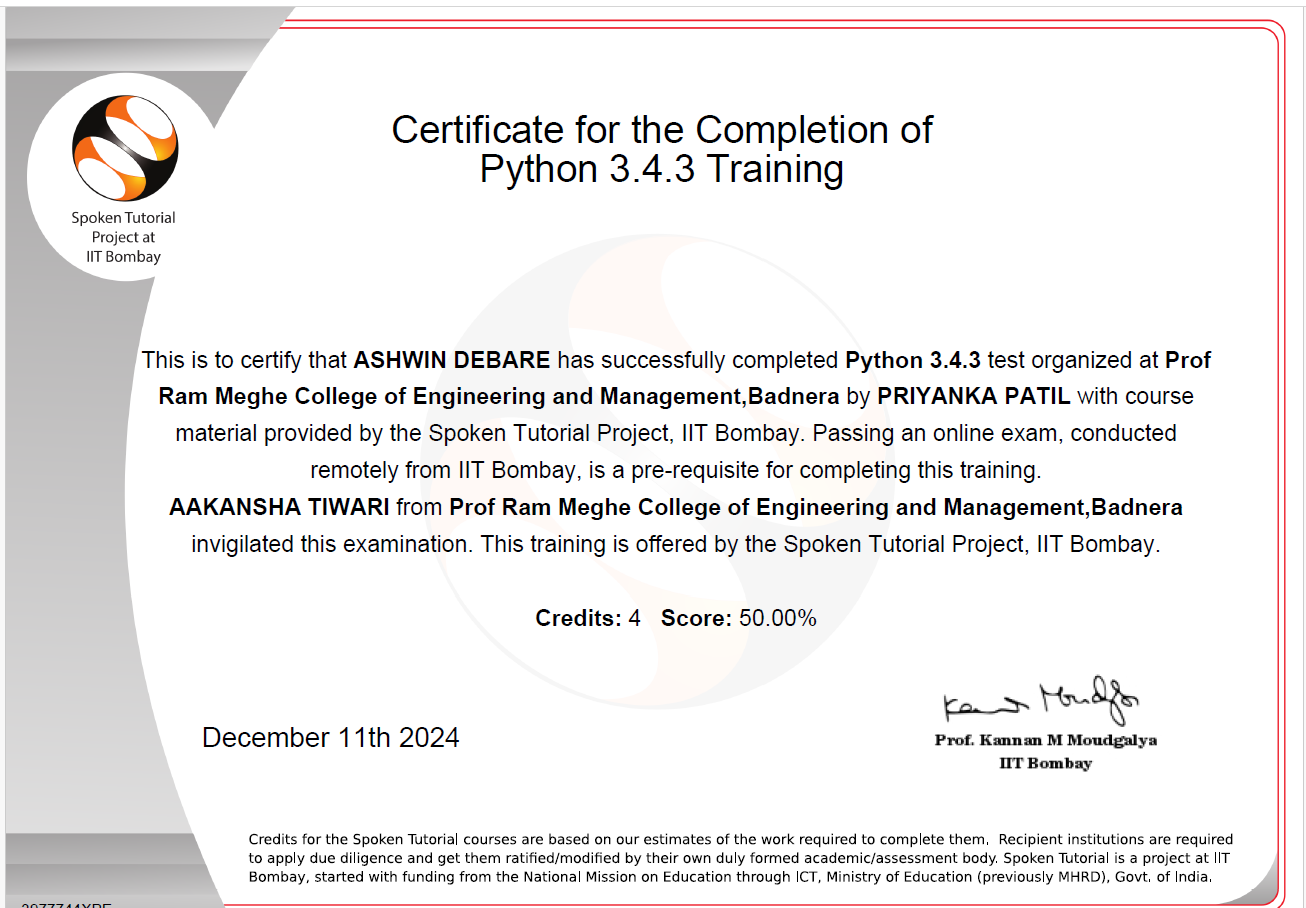 Spoken Tutorial
Project at
IIT Bombay
Certificate for the Completion of
Python 3.4.3 Training
This is to certify that ASHWIN DEBARE has successfully completed Python 3.4.3 test organized at Prof
Ram Meghe College of Engineering and Management,Badnera by PRIYANKA PATIL with course
material provided by the Spoken Tutorial Project, IIT Bombay. Passing an online exam, conducted
remotely from IIT Bombay, is a pre-requisite for completing this training.
AAKANSHA TIWARI from Prof Ram Meghe College of Engineering and Management,Badnera
invigilated this examination. This training is offered by the Spoken Tutorial Project, IIT Bombay.
Credits: 4 Score: 50.00%
December 11th 2024
Prof. Kannan M Moudgalya
IIT Bombay
Credits for the Spoken Tutorial courses are based on our estimates of the work required to complete them. Recipient institutions are required
to apply due diligence and get them ratified/modified by their own duly formed academic/assessment body. Spoken Tutorial is a project at IIT
Bombay, started with funding from the National Mission on Education through ICT, Ministry of Education (previously MHRD), Govt. of India.